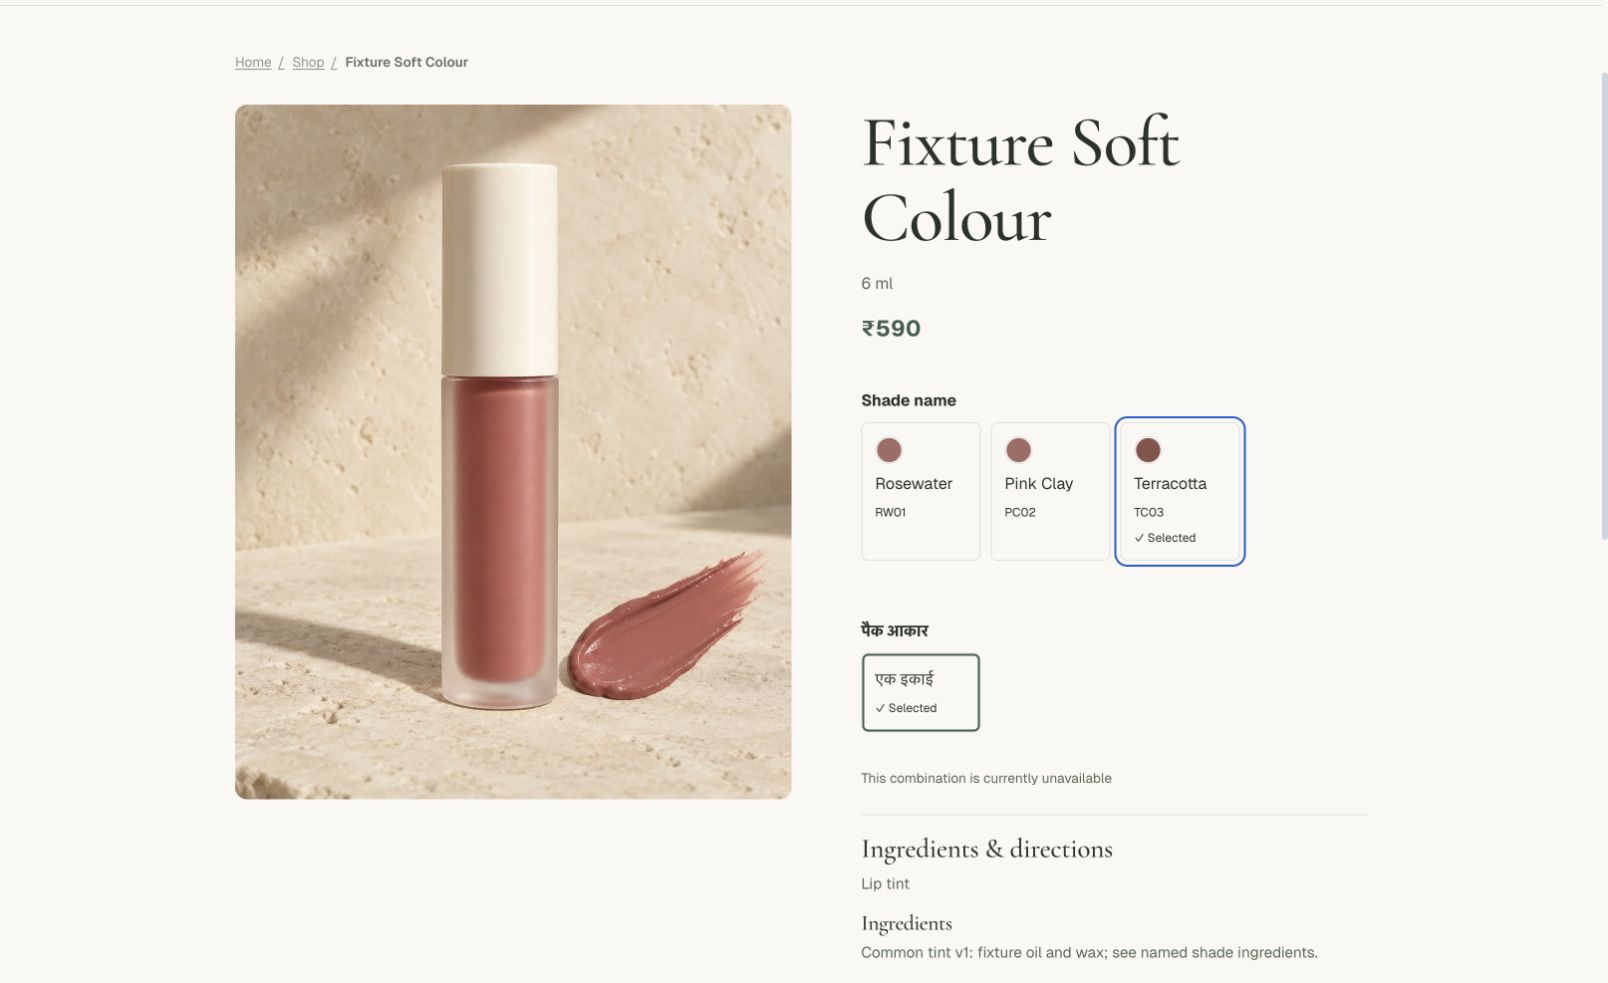 Home / Shop / Fixture Soft Colour
Fixture Soft
Colour
6 ml
₹590
Shade name
Rosewater
RW01
Pink Clay
PC02
Terracotta
TC03
✓ Selected
पैक आकार
एक इकाई
✓ Selected
This combination is currently unavailable
Ingredients & directions
Lip tint
Ingredients
Common tint v1: fixture oil and wax; see named shade ingredients.